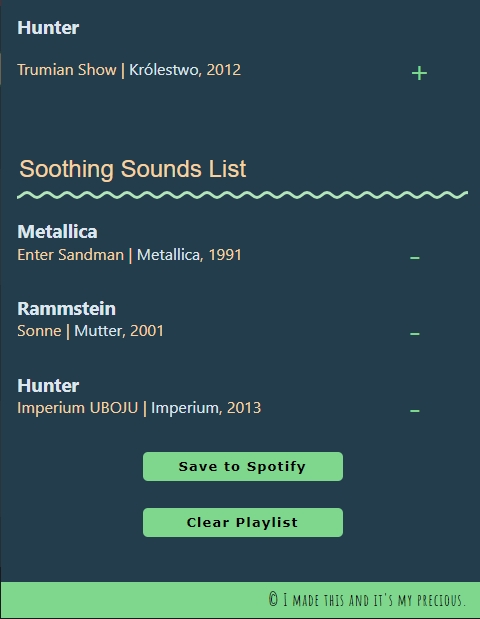 Hunter
Trumian Show | Królestwo, 2012
+
Soothing Sounds List
Metallica
Enter Sandman | Metallica, 1991
-
Rammstein
Sonne | Mutter, 2001
-
Hunter
Imperium UBOJU | Imperium, 2013
-
Save to Spotify
Clear Playlist
© I made this and it's my precious.